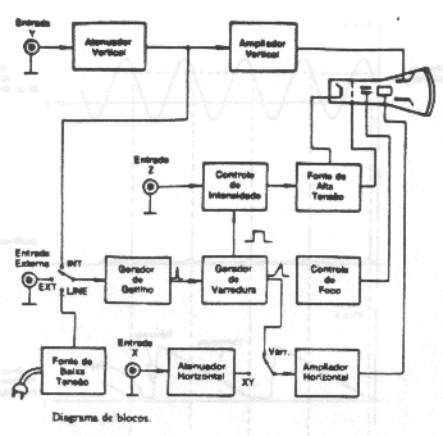 Entrada
Y
Atenuador
Vertical
Ampliador
Vertical
Entrada
Z
Controle
de
Intensidade
Fonte de
Alta
Tensão
Entrada
Externa
INT
EXT
LINE
Gerador
de
Gatilho
Gerador
de
Varredura
Controle
de
Foco
Fonte de
Baixa
Tensão
Entrada
X
Atenuador
Horizontal
XY
Varr.
Ampliador
Horizontal
Diagrama de blocos.